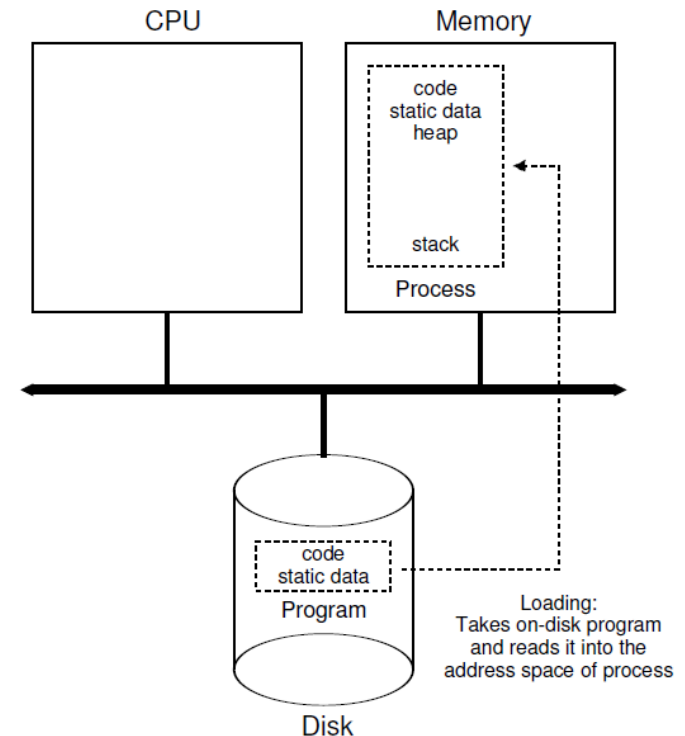 CPU
Memory
code
static data
heap
stack
Process
code
static data
Program
Loading:
Takes on-disk program
and reads it into the
address space of process
Disk